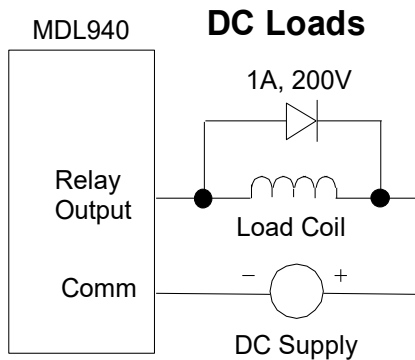 DC Loads
MDL940
1A, 200V
Relay
Output
Load Coil
Comm
− +
DC Supply